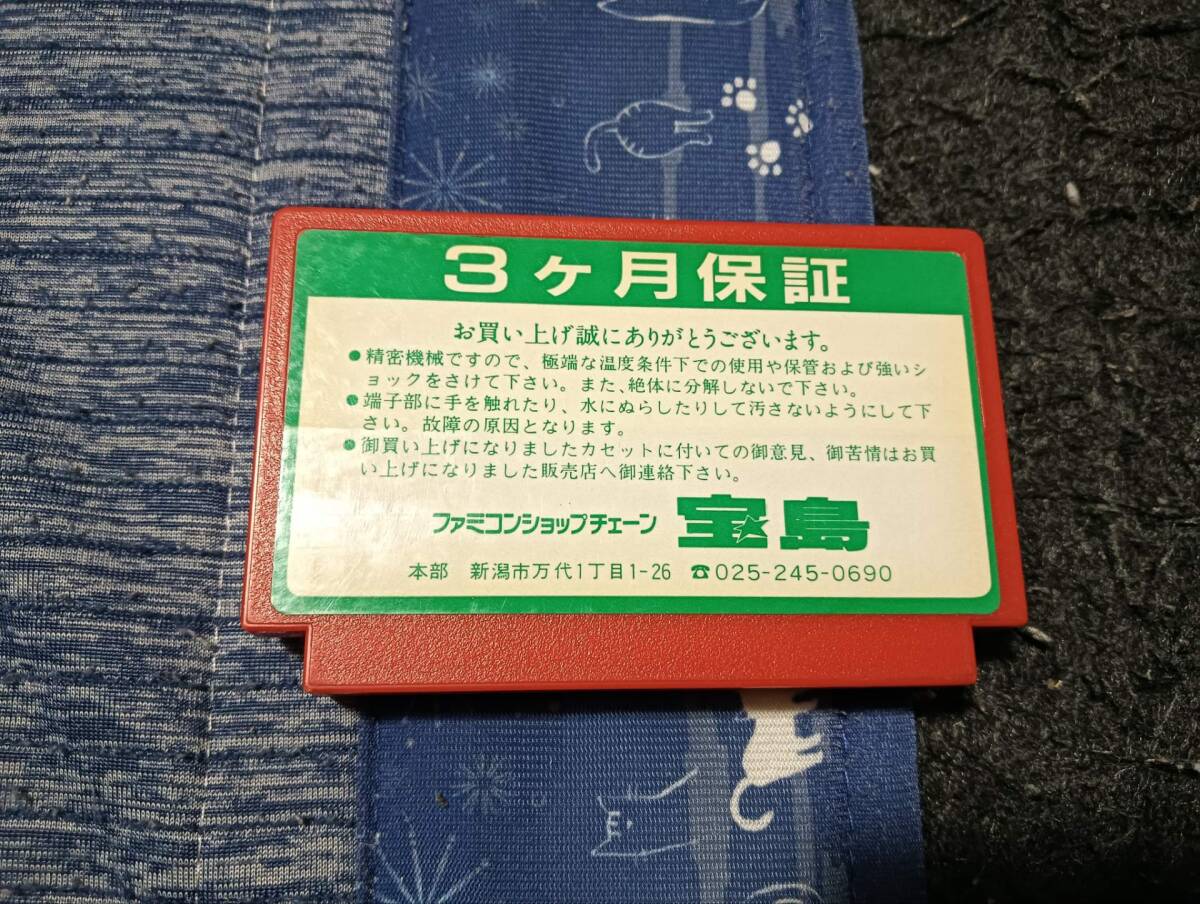 3ヶ月保証
お買い上げ誠にありがとうございます。
●精密機械ですので、極端な温度条件下での使用や保管および強いシ
ョックをさけて下さい。また、絶体に分解しないで下さい。
●端子部に手を触れたり、水にぬらしたりして汚さないようにして下
さい。故障の原因となります。
●御買い上げになりましたカセットに付いての御意見、御苦情はお買
い上げになりました販売店へ御連絡下さい。
ファミコンショップチェーン 宝島
本部 新潟市万代1丁目1-26 ☎025-245-0690